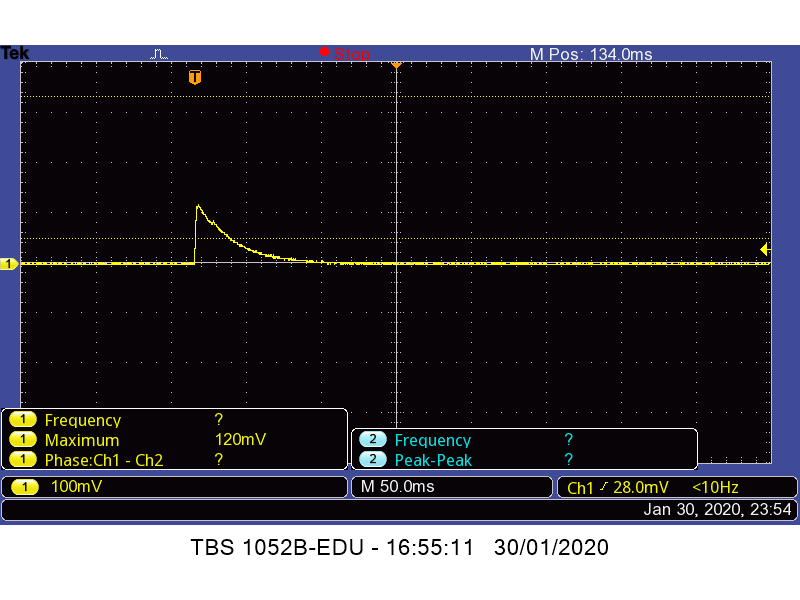 Tek Stop M Pos: 134.0ms
T
1
1 Frequency ?
1 Maximum 120mV
1 Phase:Ch1 - Ch2 ?
2 Frequency ?
2 Peak-Peak ?
1 100mV M 50.0ms Ch1 28.0mV <10Hz
Jan 30, 2020, 23:54
TBS 1052B-EDU - 16:55:11 30/01/2020